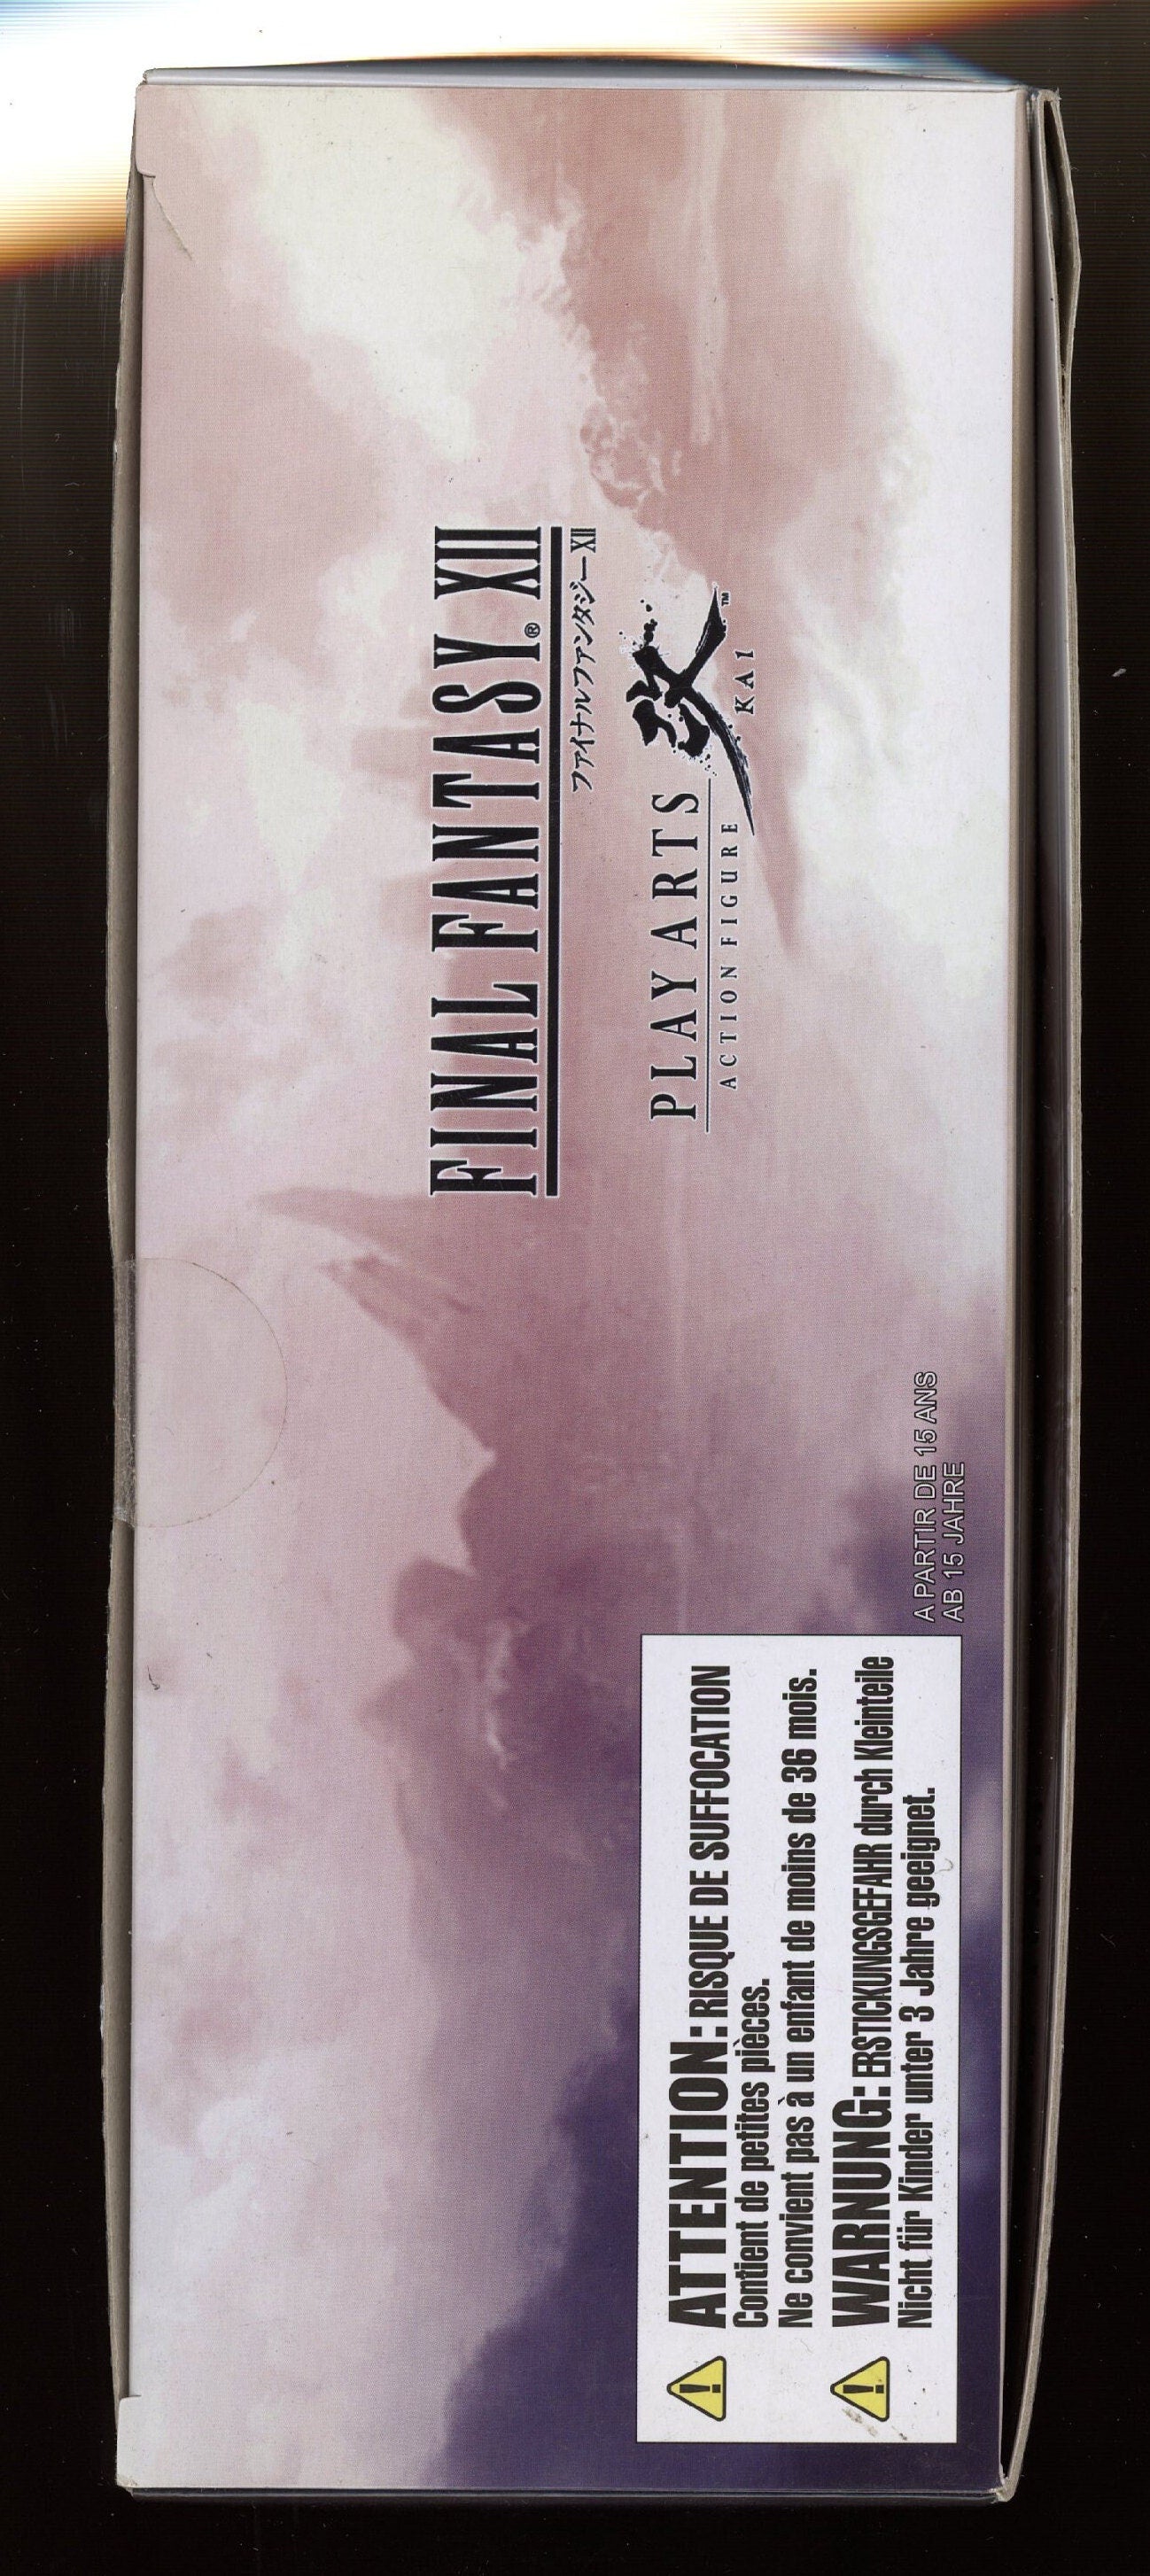 FINAL FANTASY® XII
ファイナルファンタジーXII
PLAY ARTS 改™
KAI
ACTION FIGURE
A PARTIR DE 15 ANS
AB 15 JAHRE
ATTENTION: RISQUE DE SUFFOCATION
Contient de petites pièces.
Ne convient pas à un enfant de moins de 36 mois.
WARNUNG: ERSTICKUNGSGEFAHR durch Kleinteile
Nicht für Kinder unter 3 Jahre geeignet.